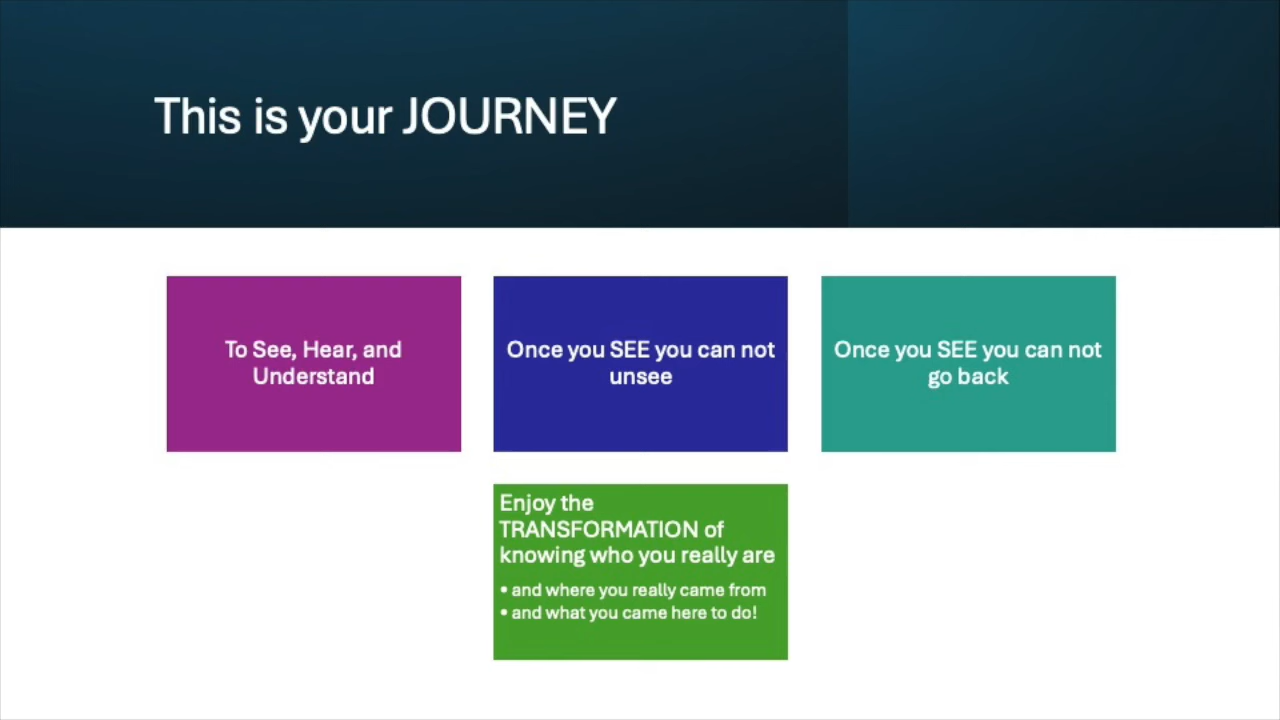 This is your JOURNEY
To See, Hear, and
Understand
Once you SEE you can not
unsee
Once you SEE you can not
go back
Enjoy the
TRANSFORMATION of
knowing who you really are
• and where you really came from
• and what you came here to do!